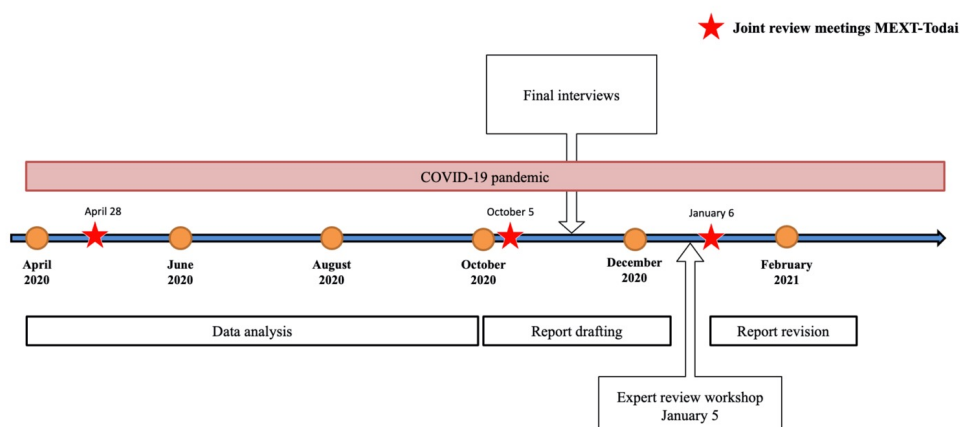 Joint review meetings MEXT-Todai
Final interviews
COVID-19 pandemic
April 28
October 5
January 6
April
2020
June
2020
August
2020
October
2020
December
2020
February
2021
Data analysis
Report drafting
Report revision
Expert review workshop
January 5